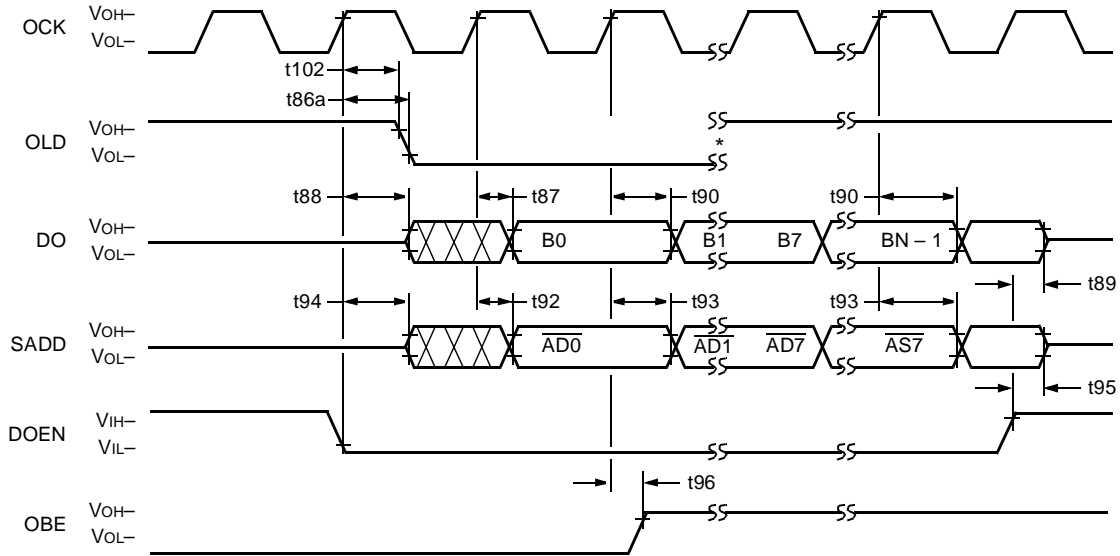 OCK VOH–
VOL–
t102
t86a
OLD VOH–
VOL–
*
t88 t87 t90 t90
DO VOH–
VOL–
B0 B1 B7 BN – 1
t89
t94 t92 t93 t93
SADD VOH–
VOL–
AD0 AD1 AD7 AS7
t95
DOEN VIH–
VIL–
t96
OBE VOH–
VOL–